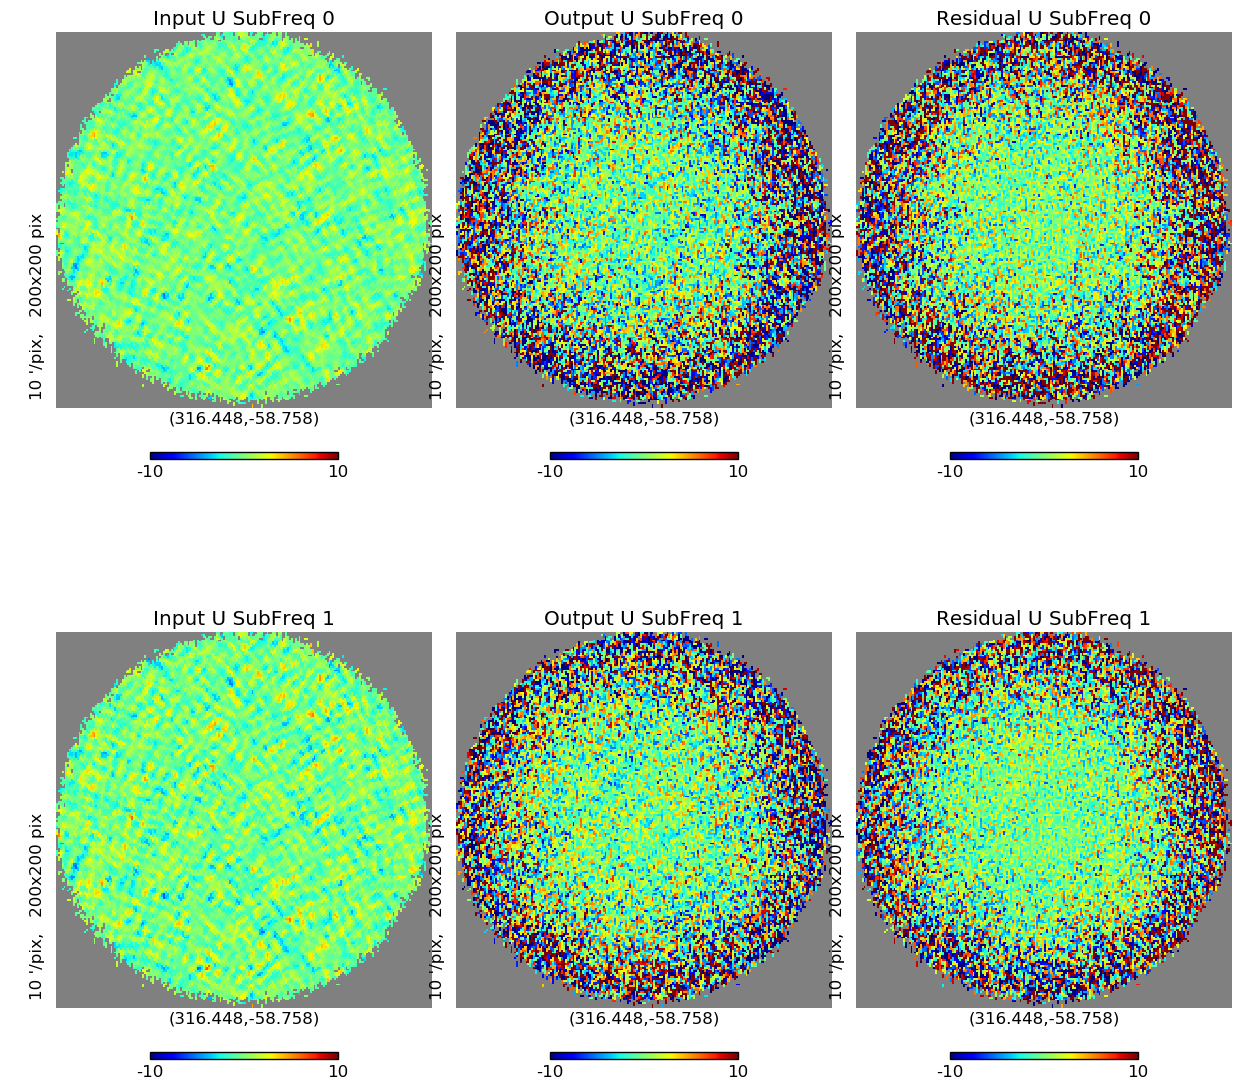 Input U SubFreq 0
Output U SubFreq 0
Residual U SubFreq 0
10 '/pix,   200x200 pix
10 '/pix,   200x200 pix
10 '/pix,   200x200 pix
(316.448,-58.758)
(316.448,-58.758)
(316.448,-58.758)
-10
10
-10
10
-10
10
Input U SubFreq 1
Output U SubFreq 1
Residual U SubFreq 1
10 '/pix,   200x200 pix
10 '/pix,   200x200 pix
10 '/pix,   200x200 pix
(316.448,-58.758)
(316.448,-58.758)
(316.448,-58.758)
-10
10
-10
10
-10
10